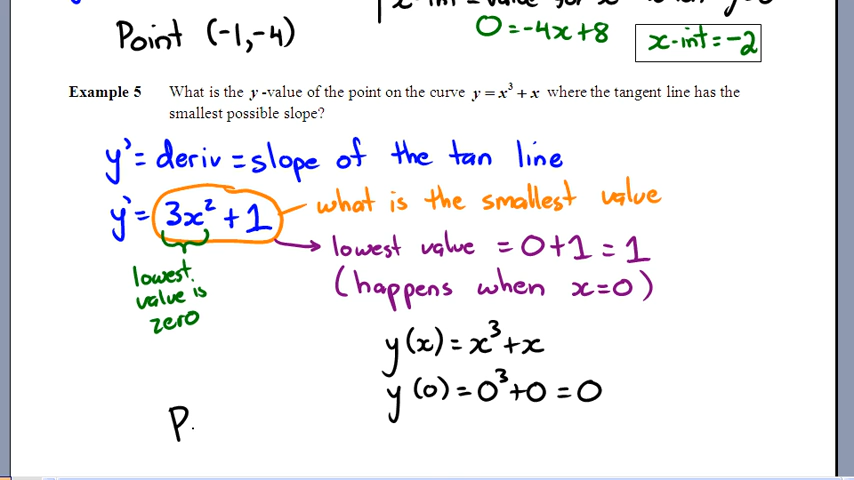 x-int = value for x
Point (-1,-4)
0=-4x+8
x-int=-2
Example 5 What is the y-value of the point on the curve y = x³ + x where the tangent line has the
smallest possible slope?
y'= deriv = slope of the tan line
y'= 3x² + 1
what is the smallest value
lowest value = 0+1 = 1
(happens when x=0)
lowest
value is
zero
y(x) = x³+x
y(0) = 0³+0 = 0
P.